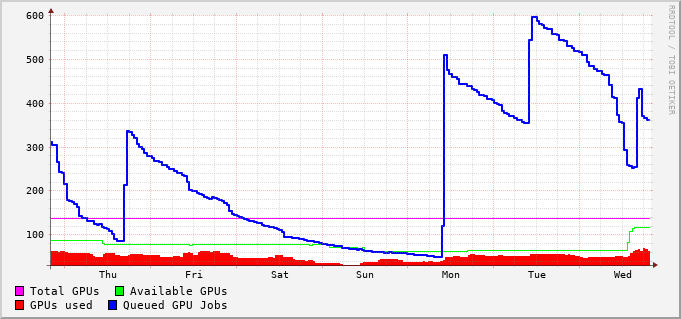 600
500
400
300
200
100
Thu Fri Sat Sun Mon Tue Wed
RRDTOOL / TOBI OETIKER
Total GPUs Available GPUs
GPUs used Queued GPU Jobs